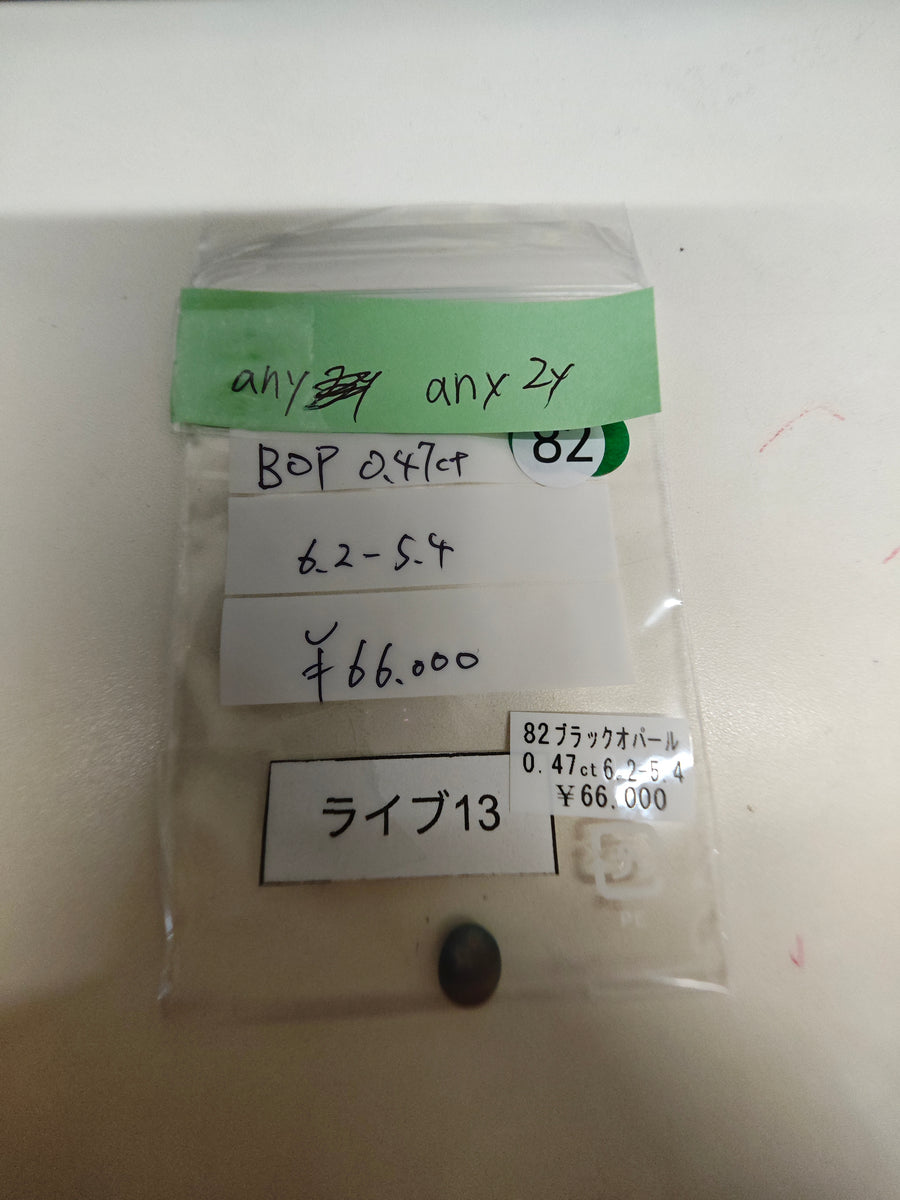 any any 2y
BOP 0.47ct
82
6.2-5.4
¥66.000
82ブラックオパール
0.47ct 6.2-5.4
¥66,000
ライブ13